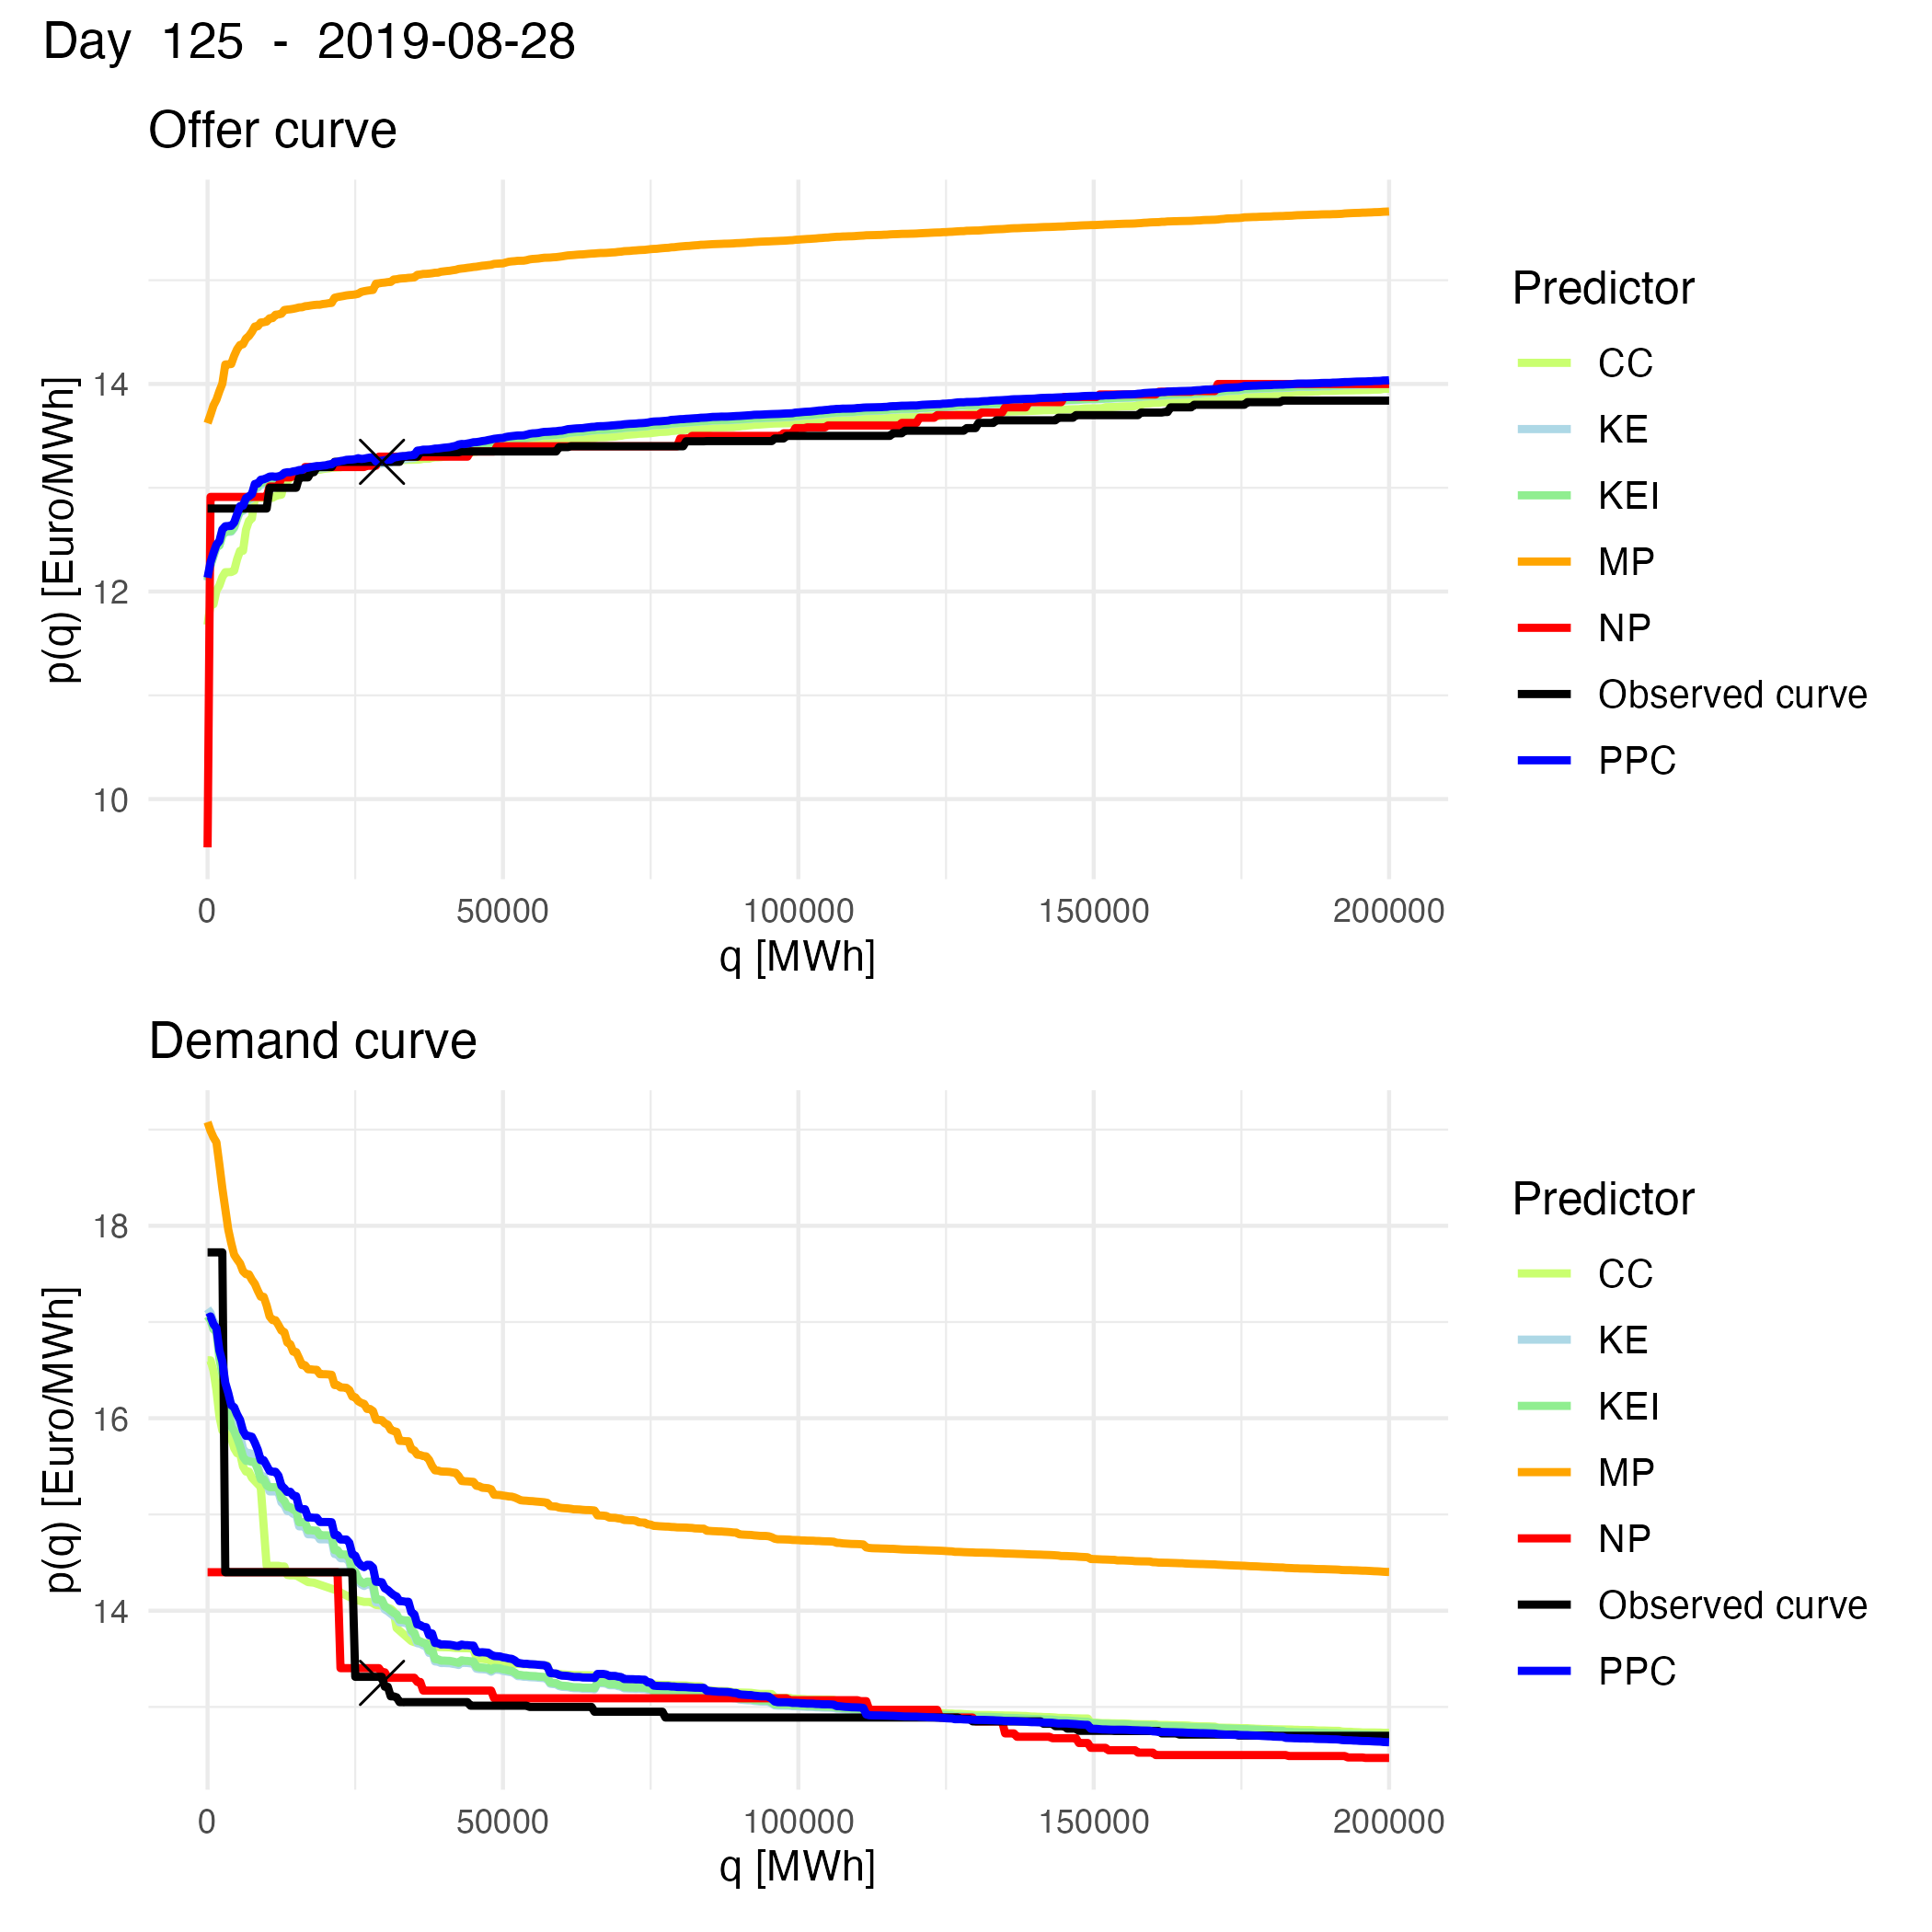 Day 125 - 2019-08-28
Offer curve
p(q) [Euro/MWh]
14
12
10
0 50000 100000 150000 200000
q [MWh]
Predictor
CC
KE
KEI
MP
NP
Observed curve
PPC
Demand curve
p(q) [Euro/MWh]
18
16
14
0 50000 100000 150000 200000
q [MWh]
Predictor
CC
KE
KEI
MP
NP
Observed curve
PPC